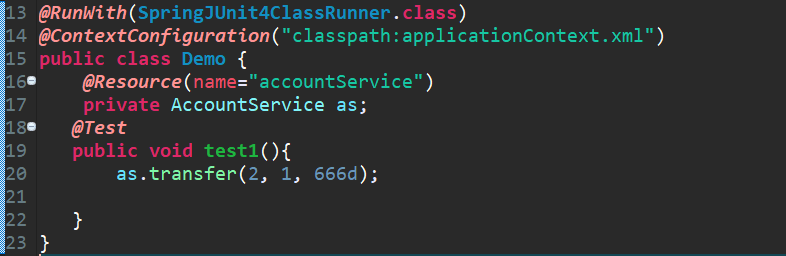 13 @RunWith(SpringJUnit4ClassRunner.class)
14 @ContextConfiguration("classpath:applicationContext.xml")
15 public class Demo {
16     @Resource(name="accountService")
17     private AccountService as;
18    @Test
19    public void test1(){
20        as.transfer(2, 1, 666d);
21
22    }
23 }